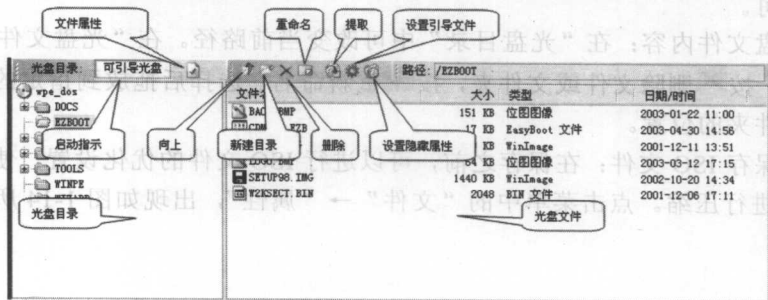 文件属性
重命名
提取
设置引导文件
光盘目录:
可引导光盘
路径: /EZBOOT
wpe_dos
DOCS
EZBOOT
TOOLS
WINPE
大小 类型 日期/时间
151 KB 位图图像 2003-01-22 11:00
17 KB EasyBoot 文件 2003-04-30 14:56
KB WinImage 2001-12-11 13:51
64 KB 位图图像 2003-03-12 17:15
SETUP98.IMG 1440 KB WinImage 2002-10-20 14:34
W2KSECT.BIN 2048 BIN 文件 2001-12-06 17:11
启动指示
向上
新建目录
删除
设置隐藏属性
光盘目录
光盘文件